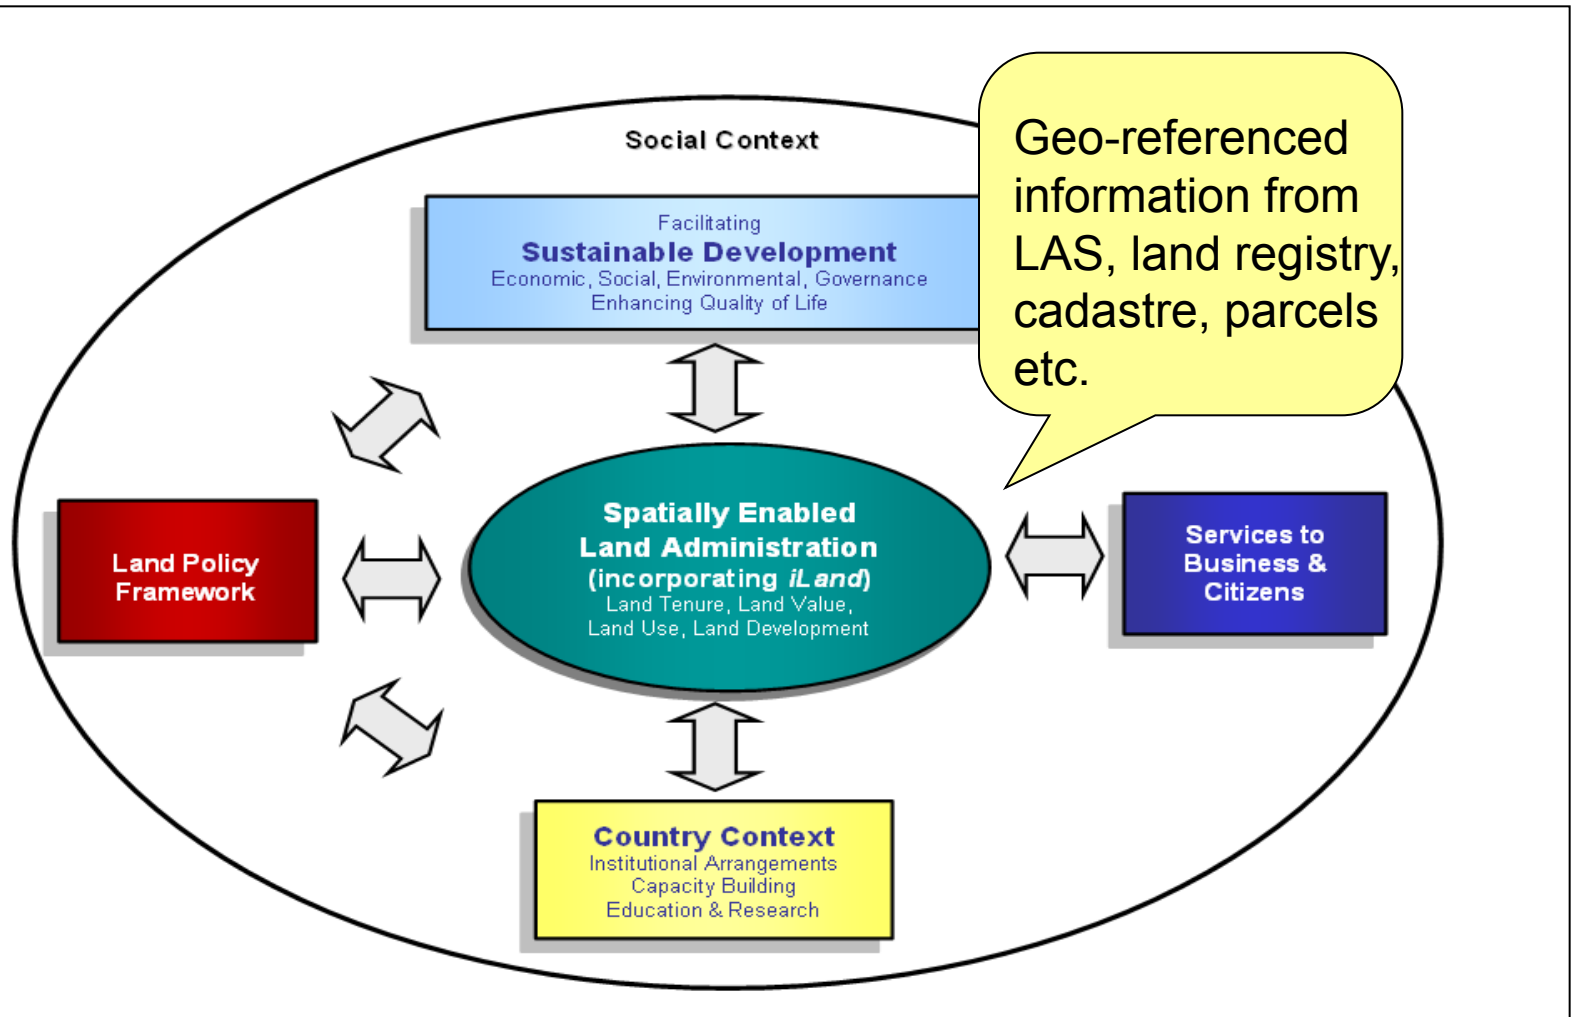 Social Context
Geo-referenced
information from
LAS, land registry,
cadastre, parcels
etc.
Facilitating
Sustainable Development
Economic, Social, Environmental, Governance
Enhancing Quality of Life
Land Policy
Framework
Spatially Enabled
Land Administration
(incorporating iLand)
Land Tenure, Land Value,
Land Use, Land Development
Services to
Business &
Citizens
Country Context
Institutional Arrangements
Capacity Building
Education & Research